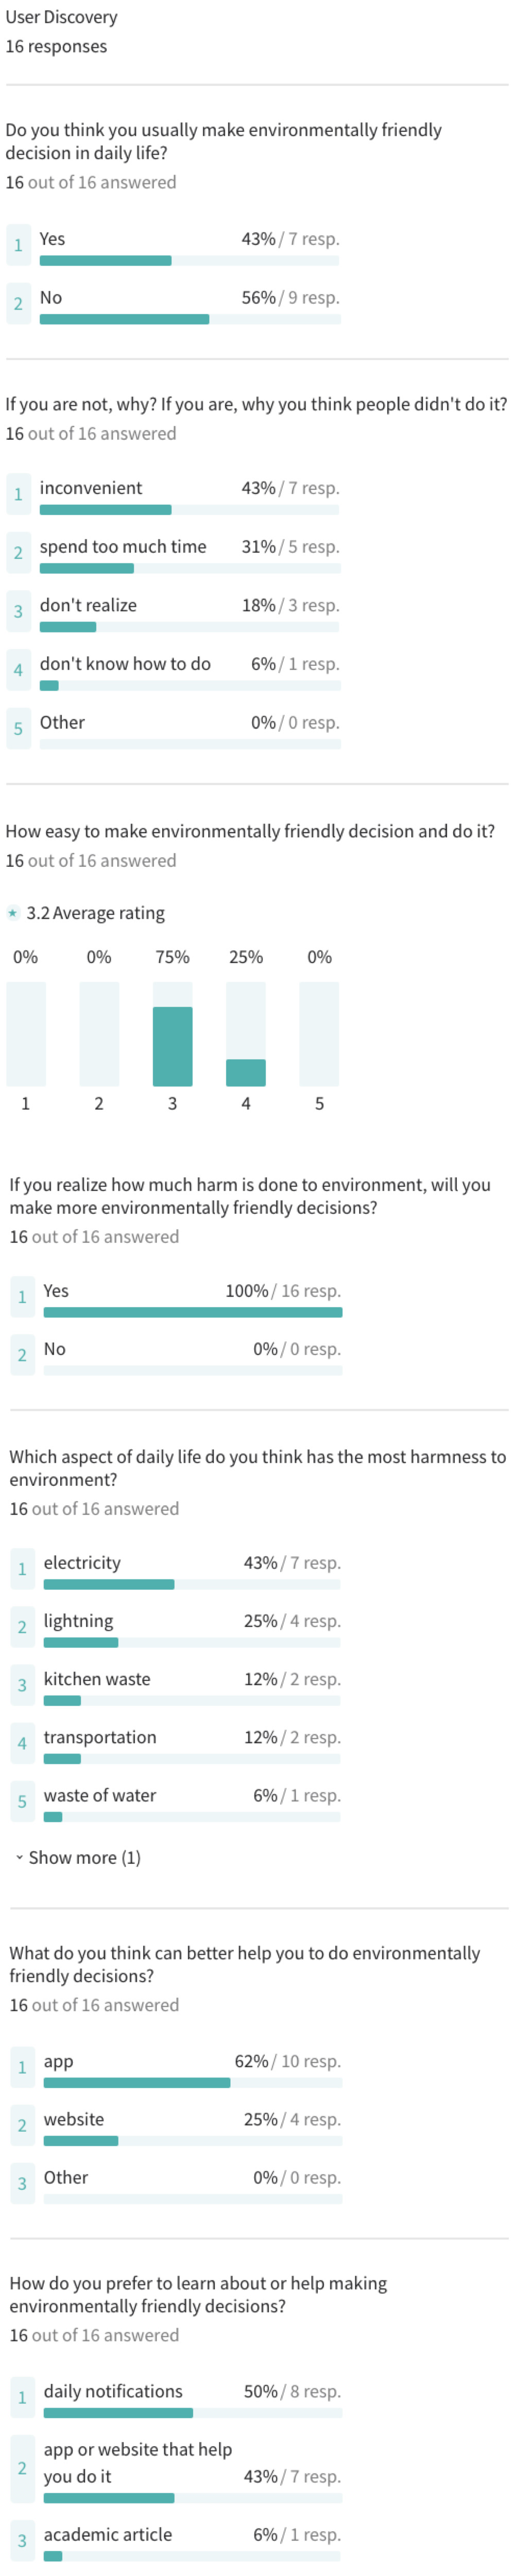 User Discovery
16 responses
Do you think you usually make environmentally friendly
decision in daily life?
16 out of 16 answered
1 Yes 43% / 7 resp.
2 No 56% / 9 resp.
If you are not, why? If you are, why you think people didn't do it?
16 out of 16 answered
1 inconvenient 43% / 7 resp.
2 spend too much time 31% / 5 resp.
3 don't realize 18% / 3 resp.
4 don't know how to do 6% / 1 resp.
5 Other 0% / 0 resp.
How easy to make environmentally friendly decision and do it?
16 out of 16 answered
3.2 Average rating
0% 0% 75% 25% 0%
1 2 3 4 5
If you realize how much harm is done to environment, will you
make more environmentally friendly decisions?
16 out of 16 answered
1 Yes 100% / 16 resp.
2 No 0% / 0 resp.
Which aspect of daily life do you think has the most harmness to
environment?
16 out of 16 answered
1 electricity 43% / 7 resp.
2 lightning 25% / 4 resp.
3 kitchen waste 12% / 2 resp.
4 transportation 12% / 2 resp.
5 waste of water 6% / 1 resp.
Show more (1)
What do you think can better help you to do environmentally
friendly decisions?
16 out of 16 answered
1 app 62% / 10 resp.
2 website 25% / 4 resp.
3 Other 0% / 0 resp.
How do you prefer to learn about or help making
environmentally friendly decisions?
16 out of 16 answered
1 daily notifications 50% / 8 resp.
app or website that help
2 you do it 43% / 7 resp.
3 academic article 6% / 1 resp.